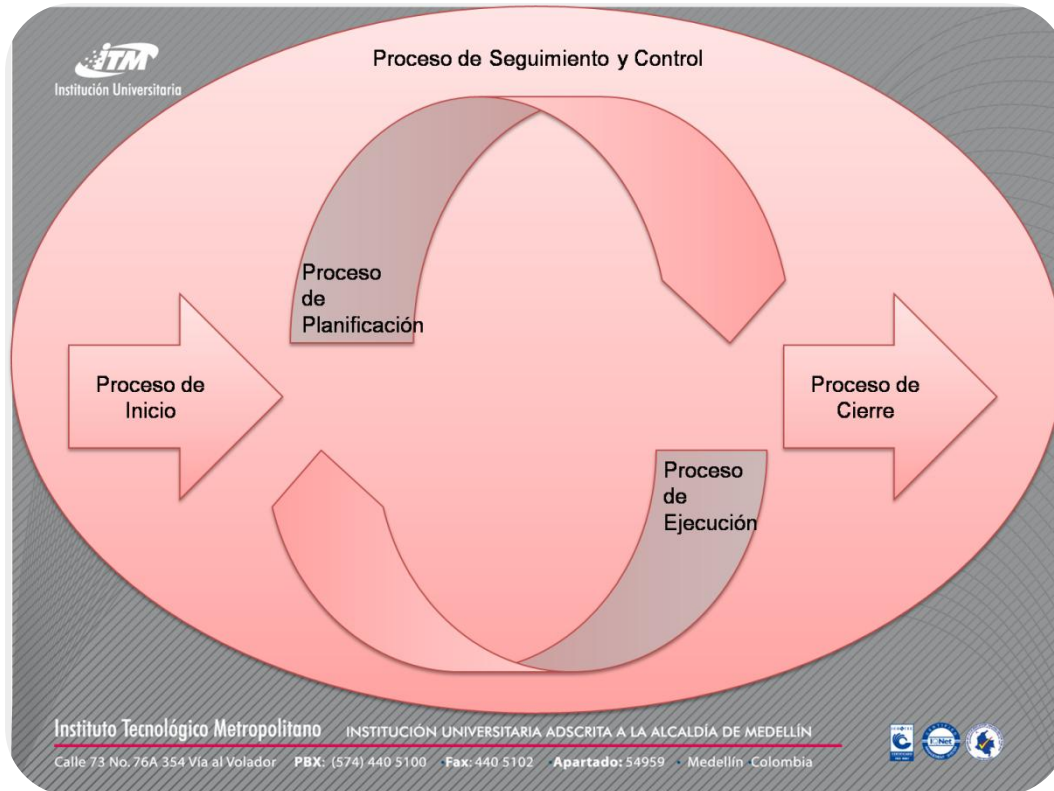 iTM
Institución Universitaria
Proceso de Seguimiento y Control
Proceso
de
Planificación
Proceso de
Inicio
Proceso de
Cierre
Proceso
de
Ejecución
Instituto Tecnológico Metropolitano INSTITUCIÓN UNIVERSITARIA ADSCRITA A LA ALCALDÍA DE MEDELLÍN
Calle 73 No. 76A 354 Vía al Volador PBX: (574) 440 5100 · Fax: 440 5102 · Apartado: 54959 · Medellín · Colombia
IQNet